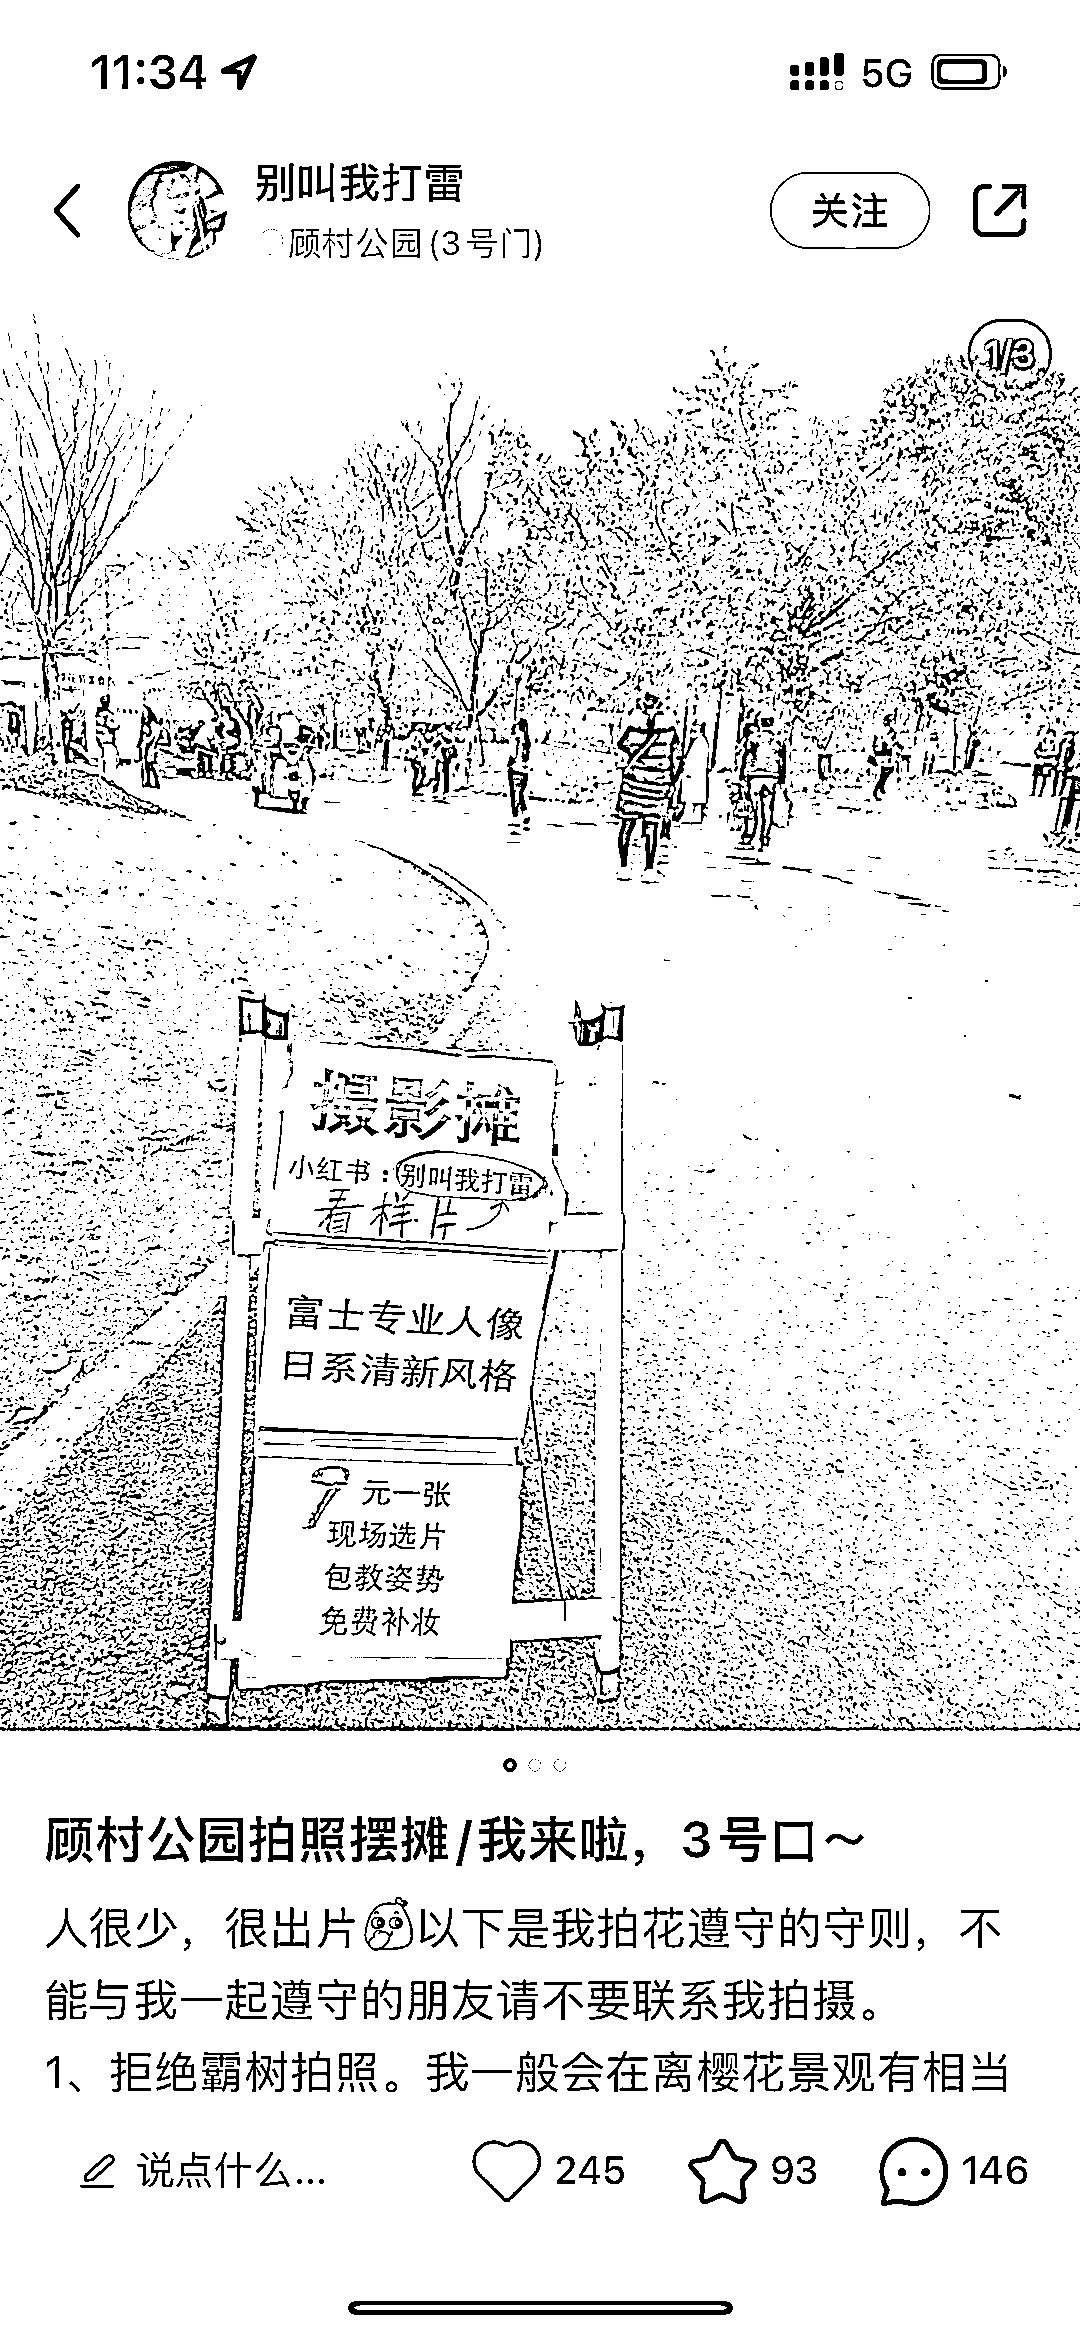 11:34
5G
别叫我打雷
顾村公园(3号门)
关注
1/3
摄影摊
小红书:别叫我打雷
看样片
富士专业人像
日系清新风格
元一张
现场选片
包教姿势
免费补妆
顾村公园拍照摆摊/我来啦，3号口～
人很少，很出片以下是我拍花遵守的守则，不
能与我一起遵守的朋友请不要联系我拍摄。
1、拒绝霸树拍照。我一般会在离樱花景观有相当
说点什么...
245
93
146